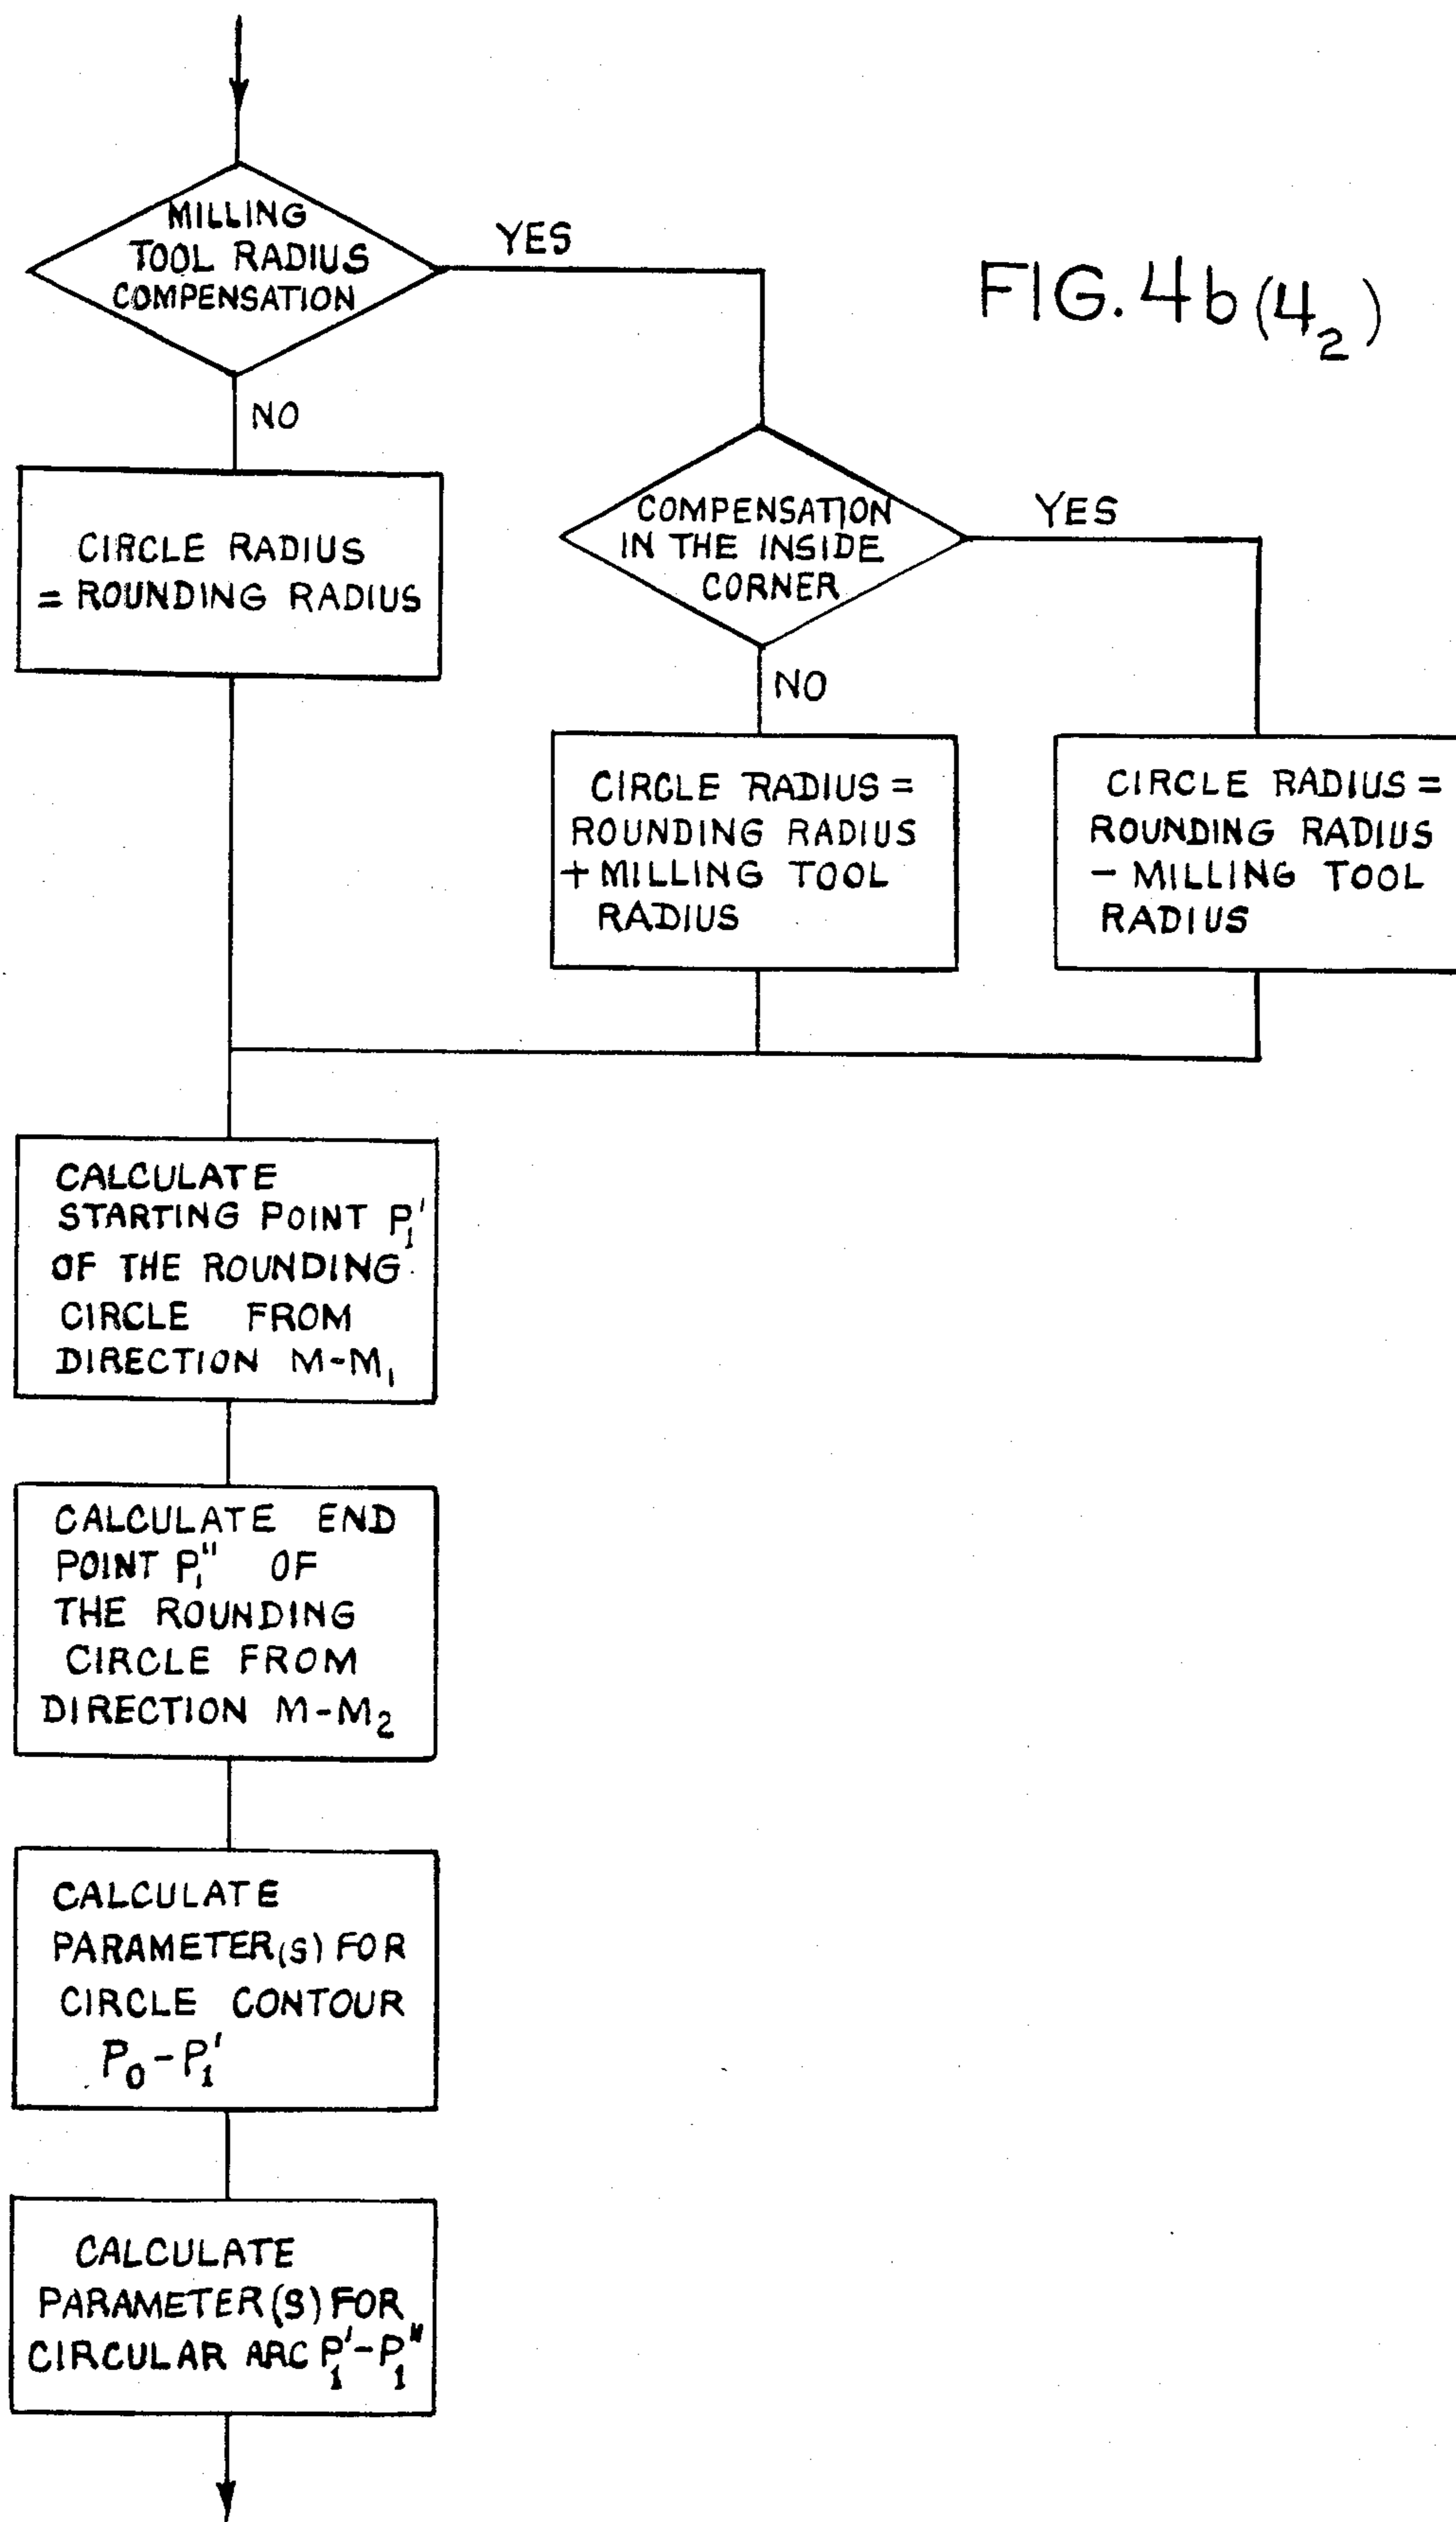 MILLING
TOOL RADIUS
COMPENSATION
YES
FIG. 4b (4₂)
NO
CIRCLE RADIUS
= ROUNDING RADIUS
COMPENSATION
IN THE INSIDE
CORNER
YES
NO
CIRCLE RADIUS =
ROUNDING RADIUS
+ MILLING TOOL
RADIUS
CIRCLE RADIUS =
ROUNDING RADIUS
- MILLING TOOL
RADIUS
CALCULATE
STARTING POINT P₁'
OF THE ROUNDING
CIRCLE FROM
DIRECTION M-M₁
CALCULATE END
POINT P₁" OF
THE ROUNDING
CIRCLE FROM
DIRECTION M-M₂
CALCULATE
PARAMETER(S) FOR
CIRCLE CONTOUR
P₀-P₁'
CALCULATE
PARAMETER(S) FOR
CIRCULAR ARC P₁'-P₁"